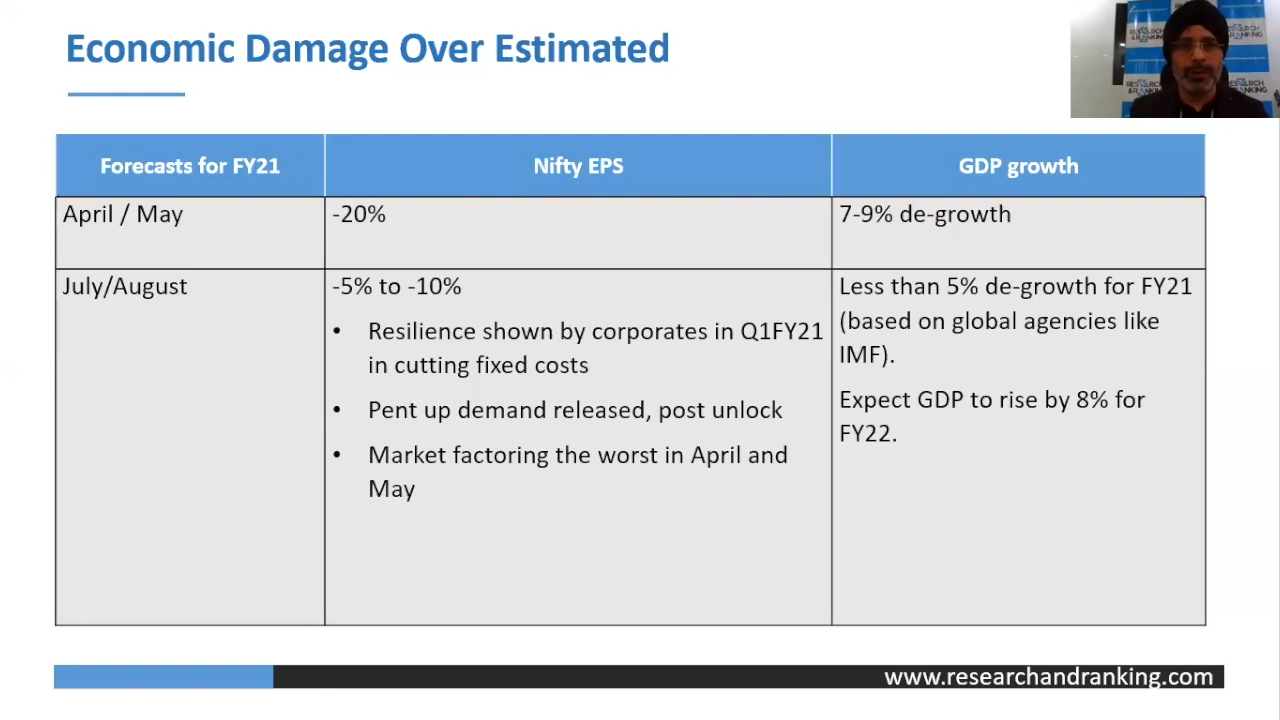 Economic Damage Over Estimated
RESEARCH
&RANKING
Forecasts for FY21
Nifty EPS
GDP growth
April / May
-20%
7-9% de-growth
July/August
-5% to -10%
• Resilience shown by corporates in Q1FY21
in cutting fixed costs
• Pent up demand released, post unlock
• Market factoring the worst in April and
May
Less than 5% de-growth for FY21
(based on global agencies like
IMF).
Expect GDP to rise by 8% for
FY22.
www.researchandranking.com